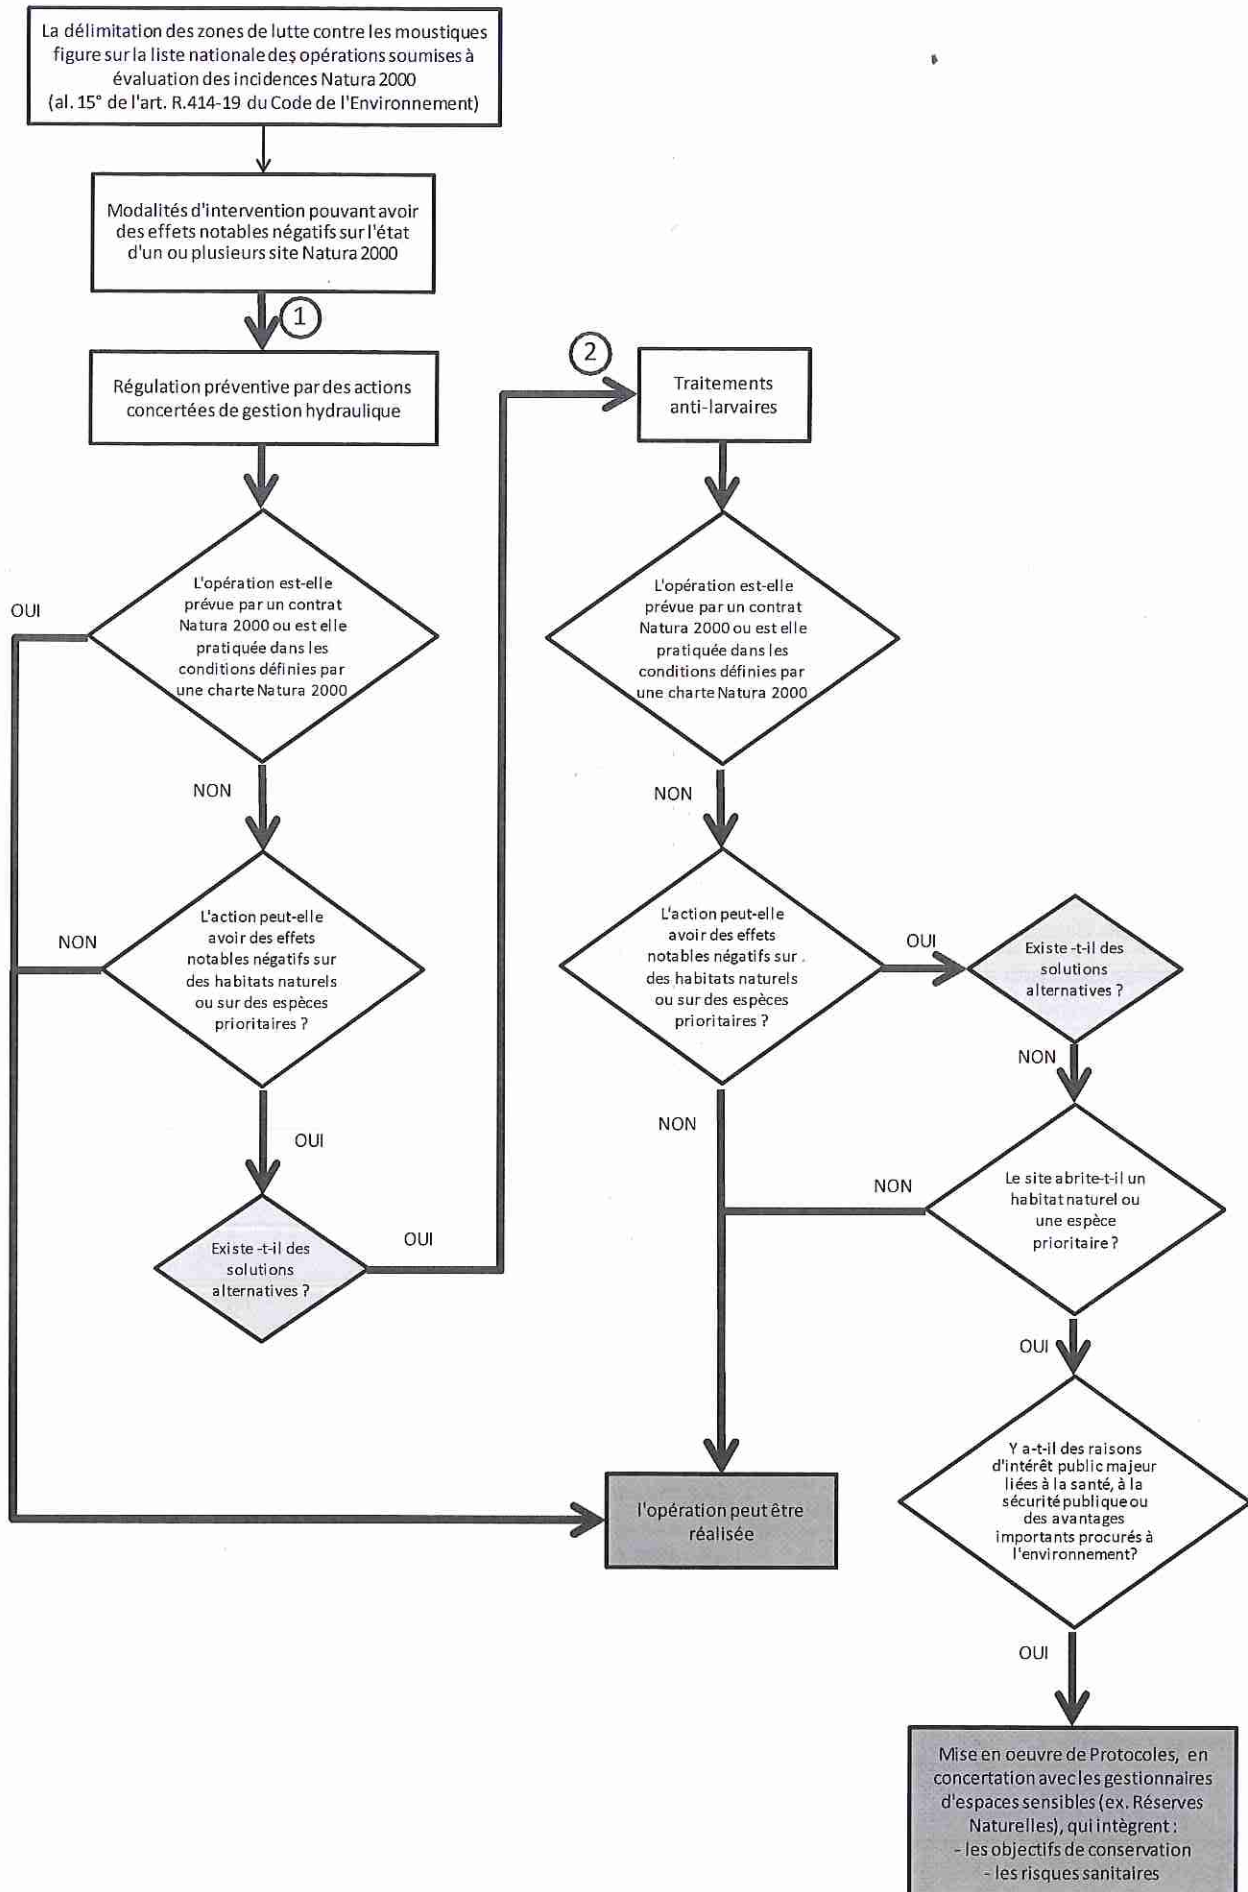 La délimitation des zones de lutte contre les moustiques
figure sur la liste nationale des opérations soumises à
évaluation des incidences Natura 2000
(al. 15° de l'art. R.414-19 du Code de l'Environnement)
Modalités d'intervention pouvant avoir
des effets notables négatifs sur l'état
d'un ou plusieurs site Natura 2000
1
Régulation préventive par des actions
concertées de gestion hydraulique
L'opération est-elle
prévue par un contrat
Natura 2000 ou est elle
pratiquée dans les
conditions définies par
une charte Natura 2000
OUI
NON
L'action peut-elle
avoir des effets
notables négatifs sur
des habitats naturels
ou sur des espèces
prioritaires ?
NON
OUI
Existe -t-il des
solutions
alternatives ?
OUI
2
Traitements
anti-larvaires
L'opération est-elle
prévue par un contrat
Natura 2000 ou est elle
pratiquée dans les
conditions définies par
une charte Natura 2000
NON
L'action peut-elle
avoir des effets
notables négatifs sur
des habitats naturels
ou sur des espèces
prioritaires ?
OUI
NON
Existe -t-il des
solutions
alternatives ?
NON
Le site abrite-t-il un
habitat naturel ou
une espèce
prioritaire ?
NON
OUI
Y a-t-il des raisons
d'intérêt public majeur
liées à la santé, à la
sécurité publique ou
des avantages
importants procurés à
l'environnement?
OUI
l'opération peut être
réalisée
Mise en oeuvre de Protocoles, en
concertation avec les gestionnaires
d'espaces sensibles (ex. Réserves
Naturelles), qui intègrent :
- les objectifs de conservation
- les risques sanitaires